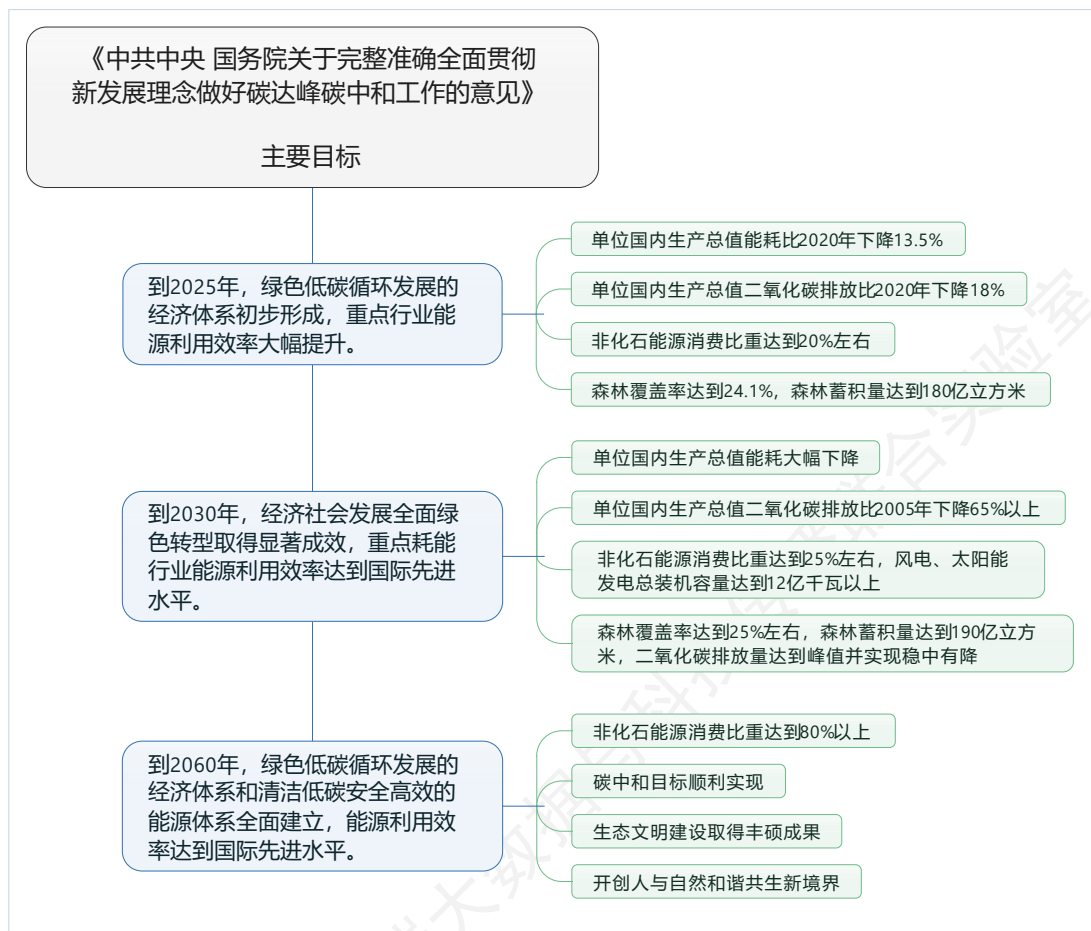 《中共中央 国务院关于完整准确全面贯彻
新发展理念做好碳达峰碳中和工作的意见》
主要目标
到2025年，绿色低碳循环发展的
经济体系初步形成，重点行业能
源利用效率大幅提升。
单位国内生产总值能耗比2020年下降13.5%
单位国内生产总值二氧化碳排放比2020年下降18%
非化石能源消费比重达到20%左右
森林覆盖率达到24.1%，森林蓄积量达到180亿立方米
到2030年，经济社会发展全面绿
色转型取得显著成效，重点耗能
行业能源利用效率达到国际先进
水平。
单位国内生产总值能耗大幅下降
单位国内生产总值二氧化碳排放比2005年下降65%以上
非化石能源消费比重达到25%左右，风电、太阳能
发电总装机容量达到12亿千瓦以上
森林覆盖率达到25%左右，森林蓄积量达到190亿立方
米，二氧化碳排放量达到峰值并实现稳中有降
到2060年，绿色低碳循环发展的
经济体系和清洁低碳安全高效的
能源体系全面建立，能源利用效
率达到国际先进水平。
非化石能源消费比重达到80%以上
碳中和目标顺利实现
生态文明建设取得丰硕成果
开创人与自然和谐共生新境界